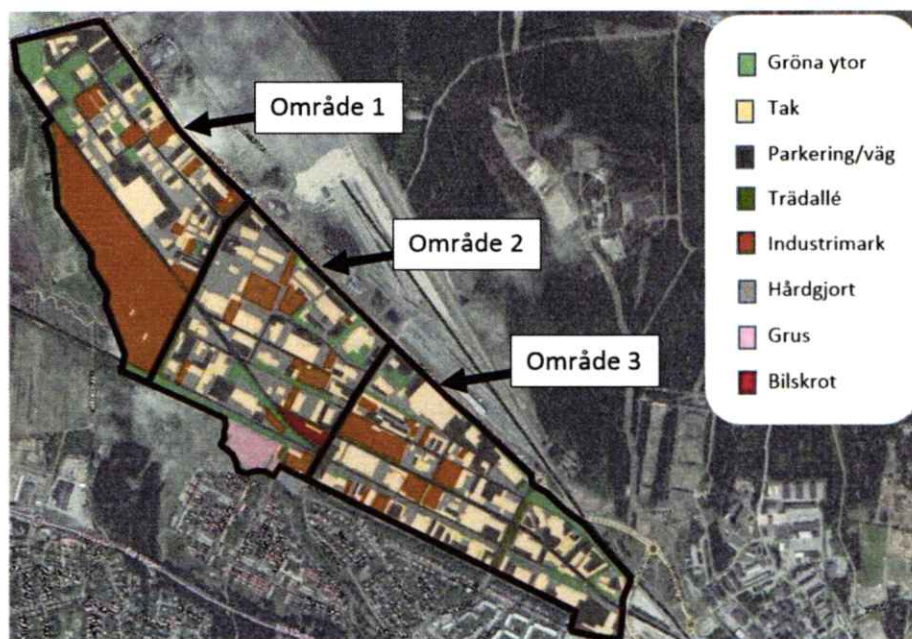 Område 1
Område 2
Område 3
Gröna ytor
Tak
Parkering/väg
Trädallé
Industrimark
Hårdgjort
Grus
Bilskrot